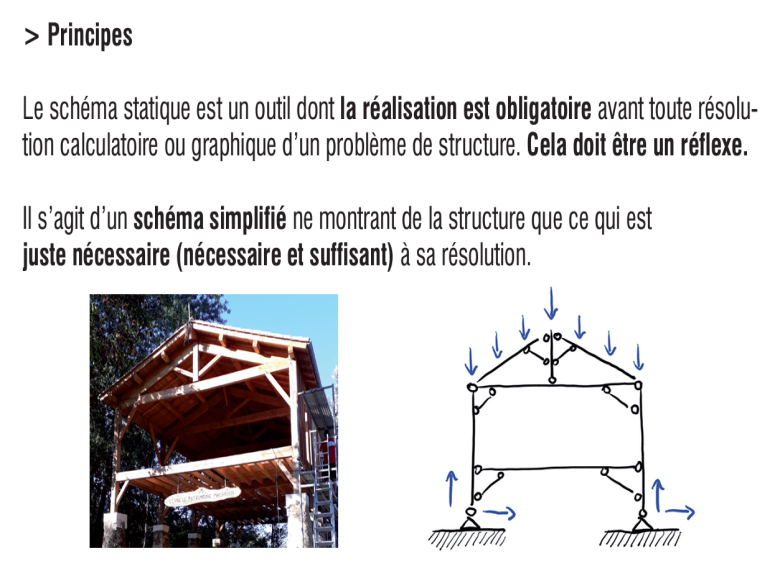 > Principes
Le schéma statique est un outil dont la réalisation est obligatoire avant toute résolu-
tion calculatoire ou graphique d'un problème de structure. Cela doit être un réflexe.
Il s'agit d'un schéma simplifié ne montrant de la structure que ce qui est
juste nécessaire (nécessaire et suffisant) à sa résolution.